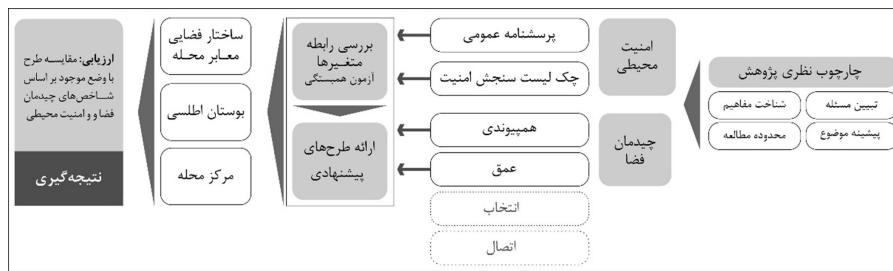 چارچوب نظری پژوهش
تبیین مسئله
شناخت مفاهیم
پیشینه موضوع
محدوده مطالعه
امنیت
محیطی
چیدمان
فضا
پرسشنامه عمومی
چک لیست سنجش امنیت
همپیوندی
عمق
انتخاب
اتصال
بررسی رابطه
متغیرها
آزمون همبستگی
ارائه طرح‌های
پیشنهادی
ساختار فضایی
معابر محله
بوستان اطلسی
مرکز محله
ارزیابی: مقایسه طرح
با وضع موجود بر اساس
شاخص‌های چیدمان
فضا و و امنیت محیطی
نتیجه‌گیری